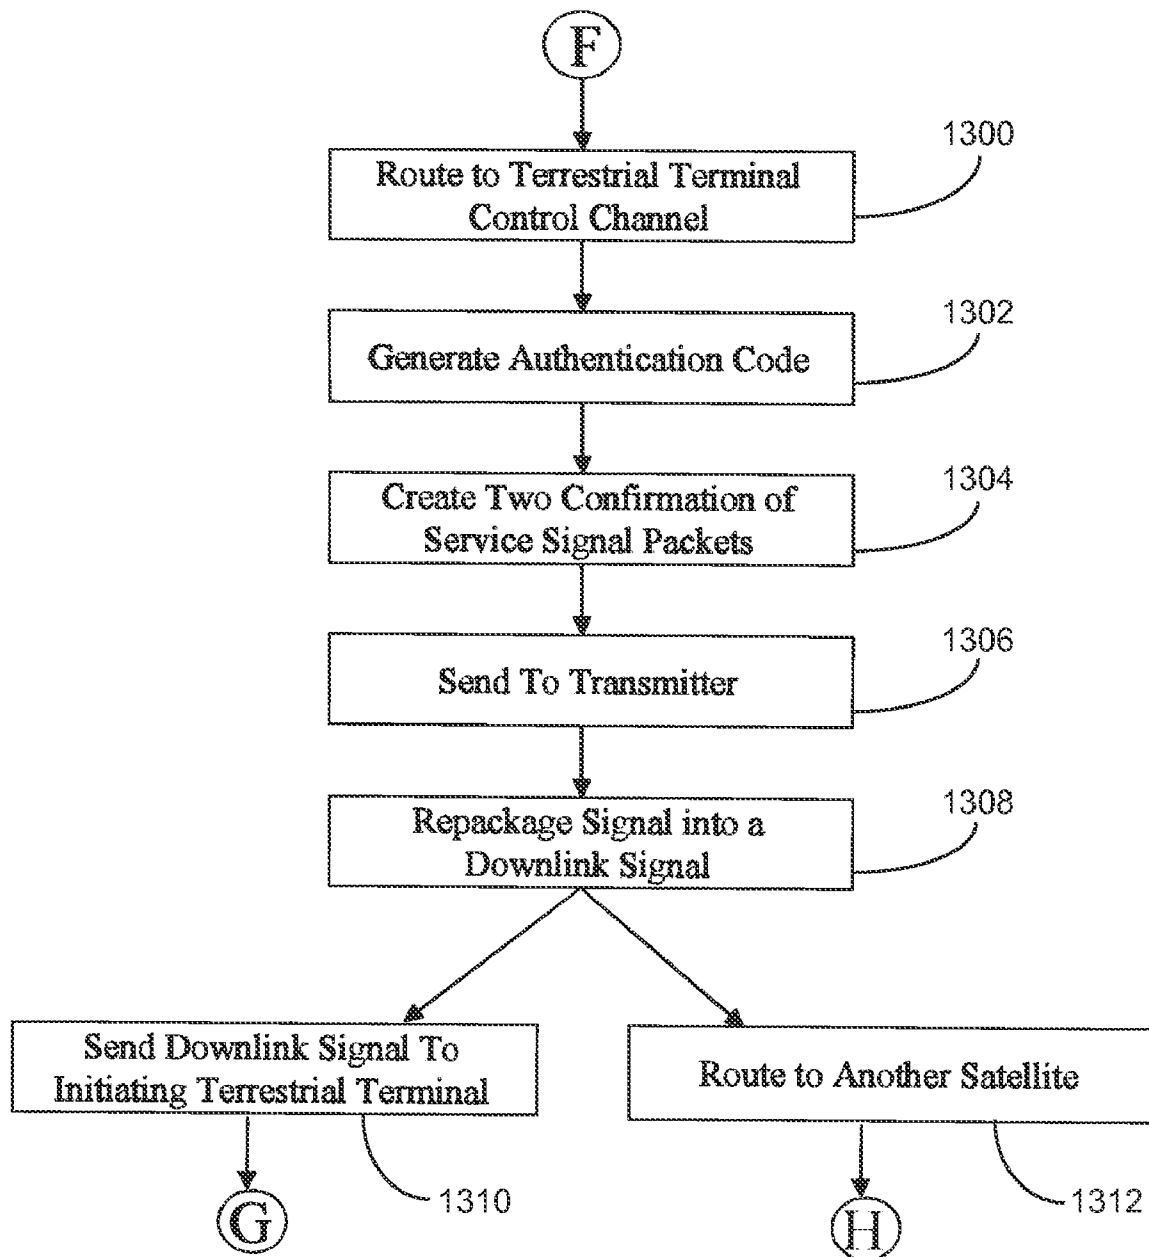 F
1300
Route to Terrestrial Terminal
Control Channel
1302
Generate Authentication Code
1304
Create Two Confirmation of
Service Signal Packets
1306
Send To Transmitter
1308
Repackage Signal into a
Downlink Signal
Send Downlink Signal To
Initiating Terrestrial Terminal
Route to Another Satellite
1310
1312
G
H